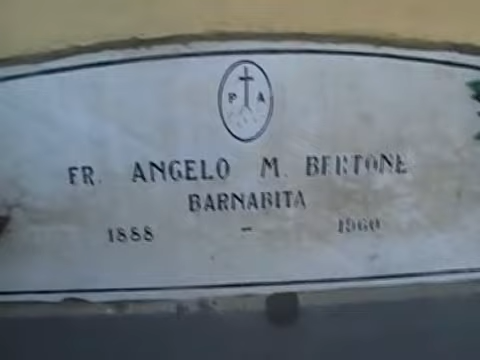 P A
FR. ANGELO M. BERTONE
BARNABITA
1888 - 1960